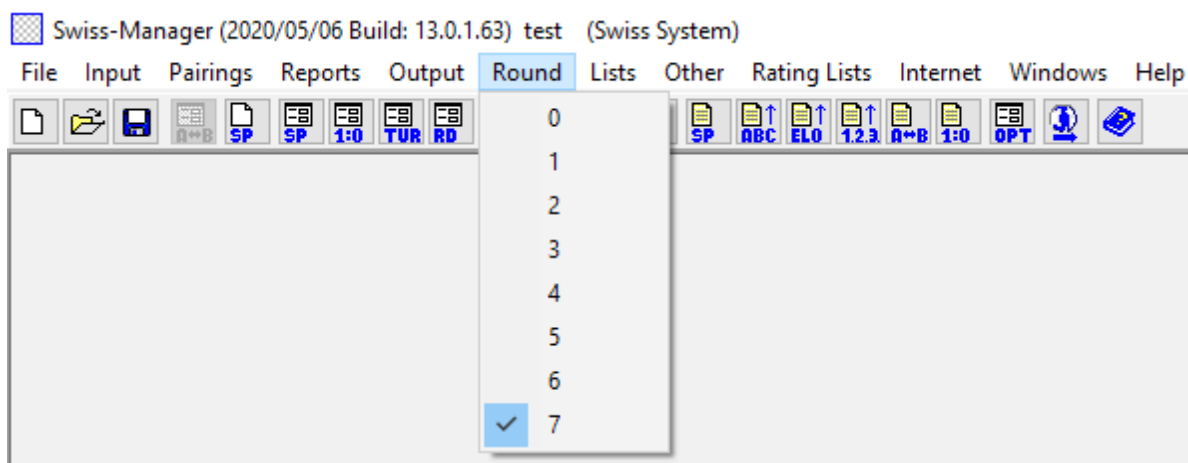 Swiss-Manager (2020/05/06 Build: 13.0.1.63) test (Swiss System)
File Input Pairings Reports Output Round Lists Other Rating Lists Internet Windows Help
A↔B SP SP 1:0 TUR RD SP ABC ELO 1.2.3. A↔B 1:0 OPT
0
1
2
3
4
5
6
7